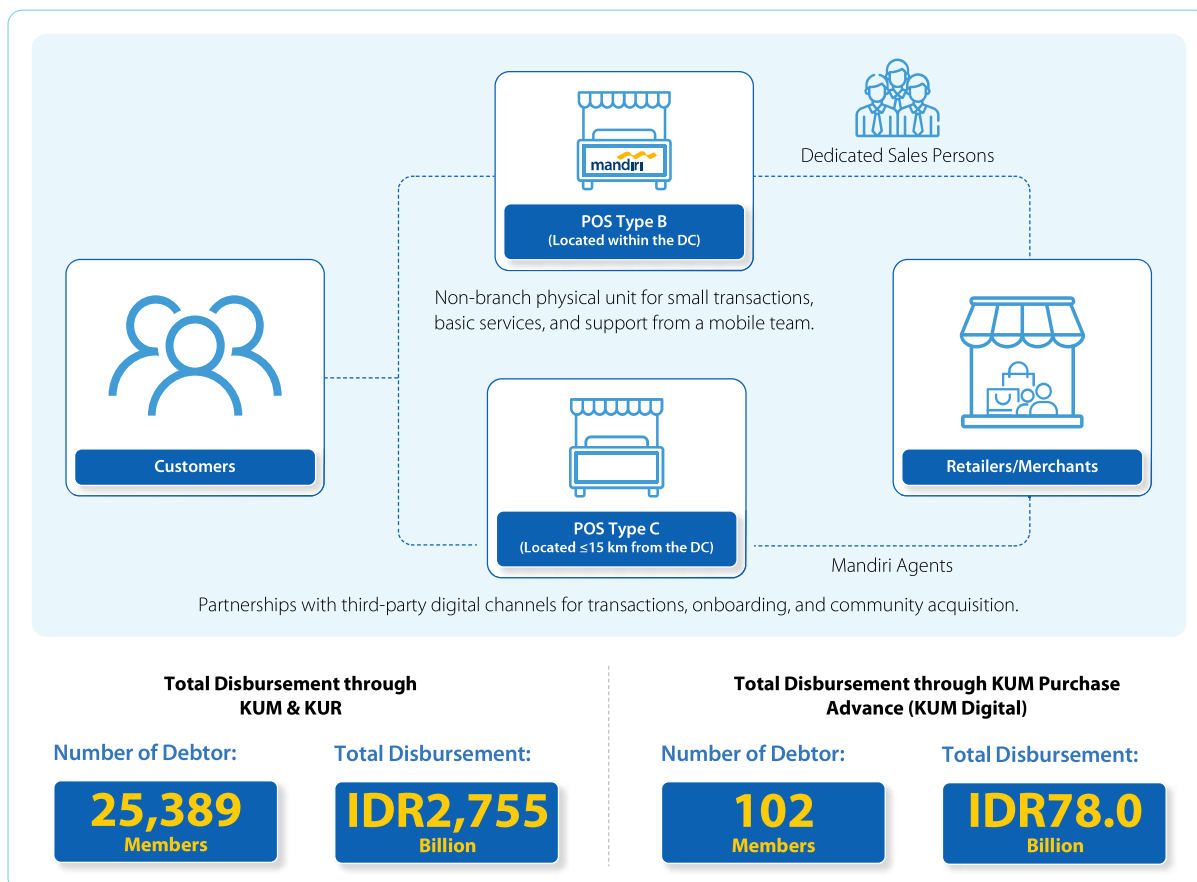 mandiri
Dedicated Sales Persons
POS Type B
(Located within the DC)
Non-branch physical unit for small transactions,
basic services, and support from a mobile team.
Customers
Retailers/Merchants
POS Type C
(Located ≤15 km from the DC)
Mandiri Agents
Partnerships with third-party digital channels for transactions, onboarding, and community acquisition.
Total Disbursement through
KUM & KUR
Number of Debtor:
25,389
Members
Total Disbursement:
IDR2,755
Billion
Total Disbursement through KUM Purchase
Advance (KUM Digital)
Number of Debtor:
102
Members
Total Disbursement:
IDR78.0
Billion